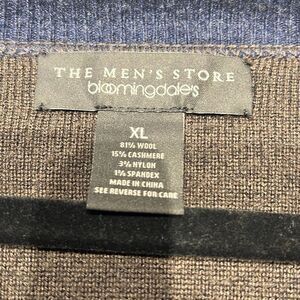 THE MEN'S STORE
bloomingdale's
XL
81% WOOL
15% CASHMERE
3% NYLON
1% SPANDEX
MADE IN CHINA
SEE REVERSE FOR CARE